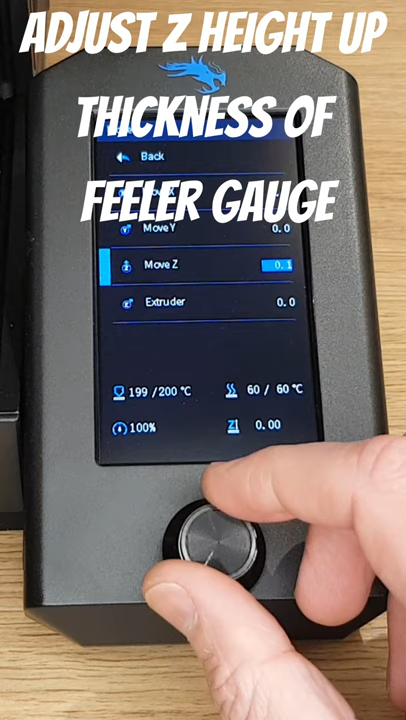 ADJUST Z HEIGHT UP
THICKNESS OF
Back
FEELER GAUGE
Move Y 0.0
Move Z 0.1
Extruder 0.0
199 /200 ℃ 60 / 60 ℃
100% Z 0.00